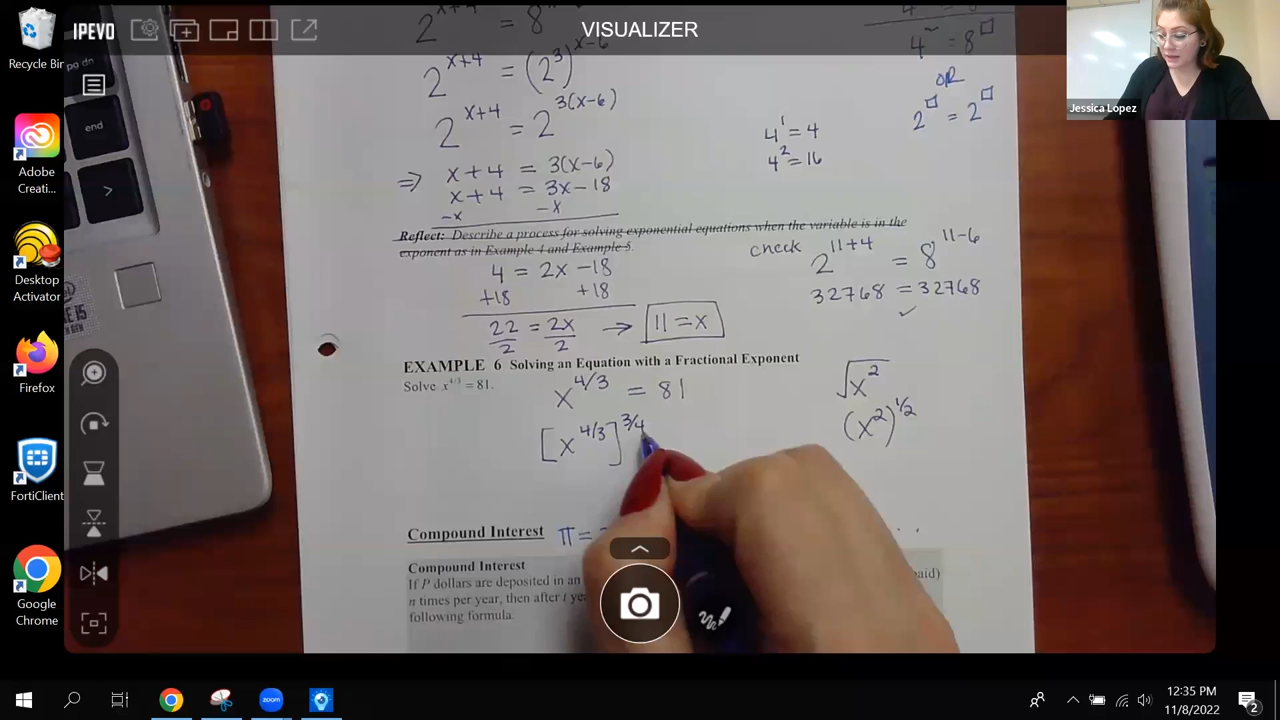 VISUALIZER
IPEVO
Recycle Bin
Adobe
Creati...
Desktop
Activator
Firefox
FortiClient
Google
Chrome
Jessica Lopez
end
2^(x+4) = (2^3)^(x-6)
2^(x+4) = 2^(3(x-6))
⇒ x+4 = 3(x-6)
x+4 = 3x-18
-x -x
Reflect: Describe a process for solving exponential equations when the variable is in the
exponent as in Example 4 and Example 5.
4 = 2x -18
+18 +18
22/2 = 2x/2 → 11 = x
OR
2^□ = 2^□
4^1 = 4
4^2 = 16
check 2^(11+4) = 8^(11-6)
32768 = 32768
✓
EXAMPLE 6 Solving an Equation with a Fractional Exponent
Solve x^(4/3) = 81.
x^(4/3) = 81
[x^(4/3)]^(3/4)
√x^2
(x^2)^(1/2)
Compound Interest π =
Compound Interest
If P dollars are deposited in an
n times per year, then after t
following formula.
zoom
12:35 PM
11/8/2022
2